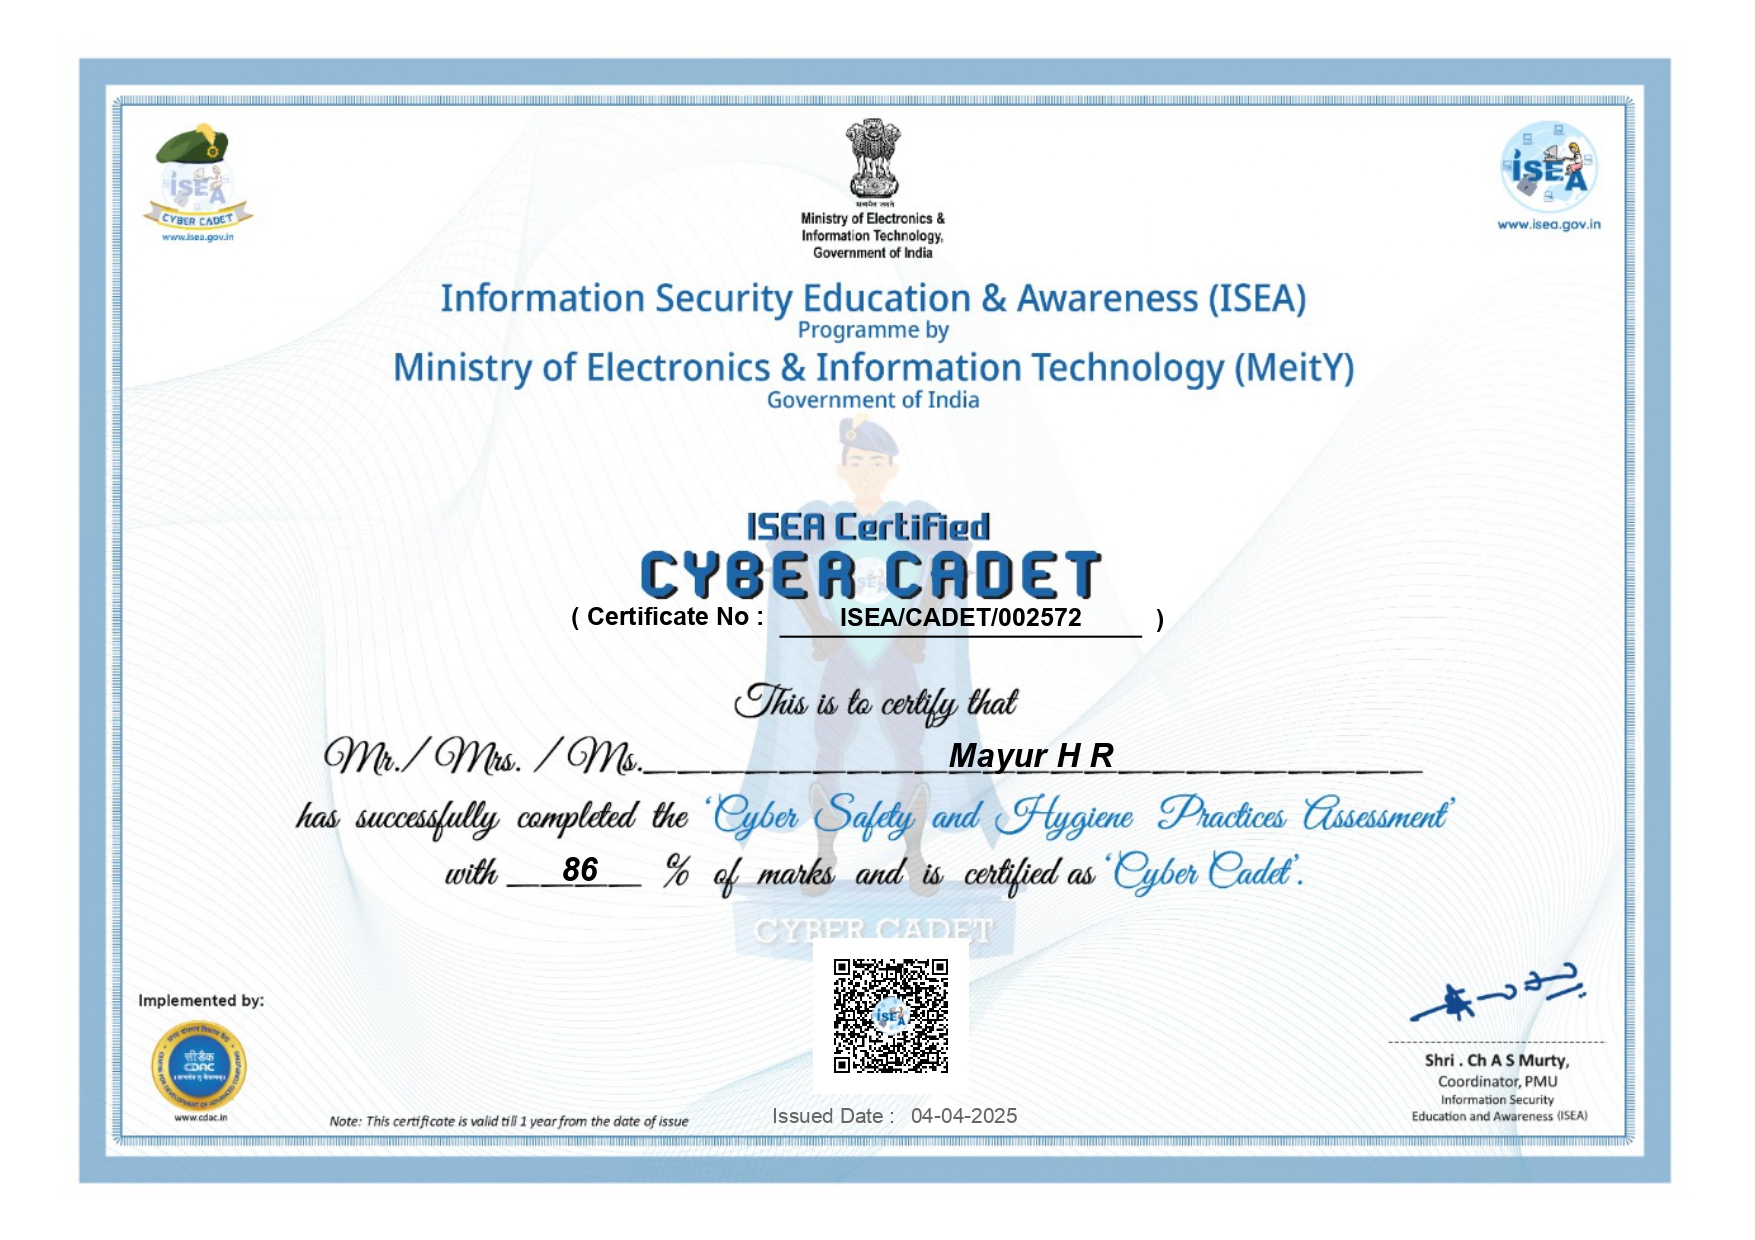 ISEA
CYBER CADET
www.isea.gov.in
सत्यमेव जयते
Ministry of Electronics &
Information Technology,
Government of India
ISEA
www.isea.gov.in
Information Security Education & Awareness (ISEA)
Programme by
Ministry of Electronics & Information Technology (MeitY)
Government of India
ISEA Certified
CYBER CADET
( Certificate No : ISEA/CADET/002572 )
This is to certify that
Mr./ Mrs. / Ms. Mayur H R
has successfully completed the ‘Cyber Safety and Hygiene Practices Assessment’
with 86 % of marks and is certified as ‘Cyber Cadet’.
CYBER CADET
ISEA
Implemented by:
सी डैक
CDAC
www.cdac.in
Note: This certificate is valid till 1 year from the date of issue
Issued Date : 04-04-2025
Shri . Ch A S Murty,
Coordinator, PMU
Information Security
Education and Awareness (ISEA)